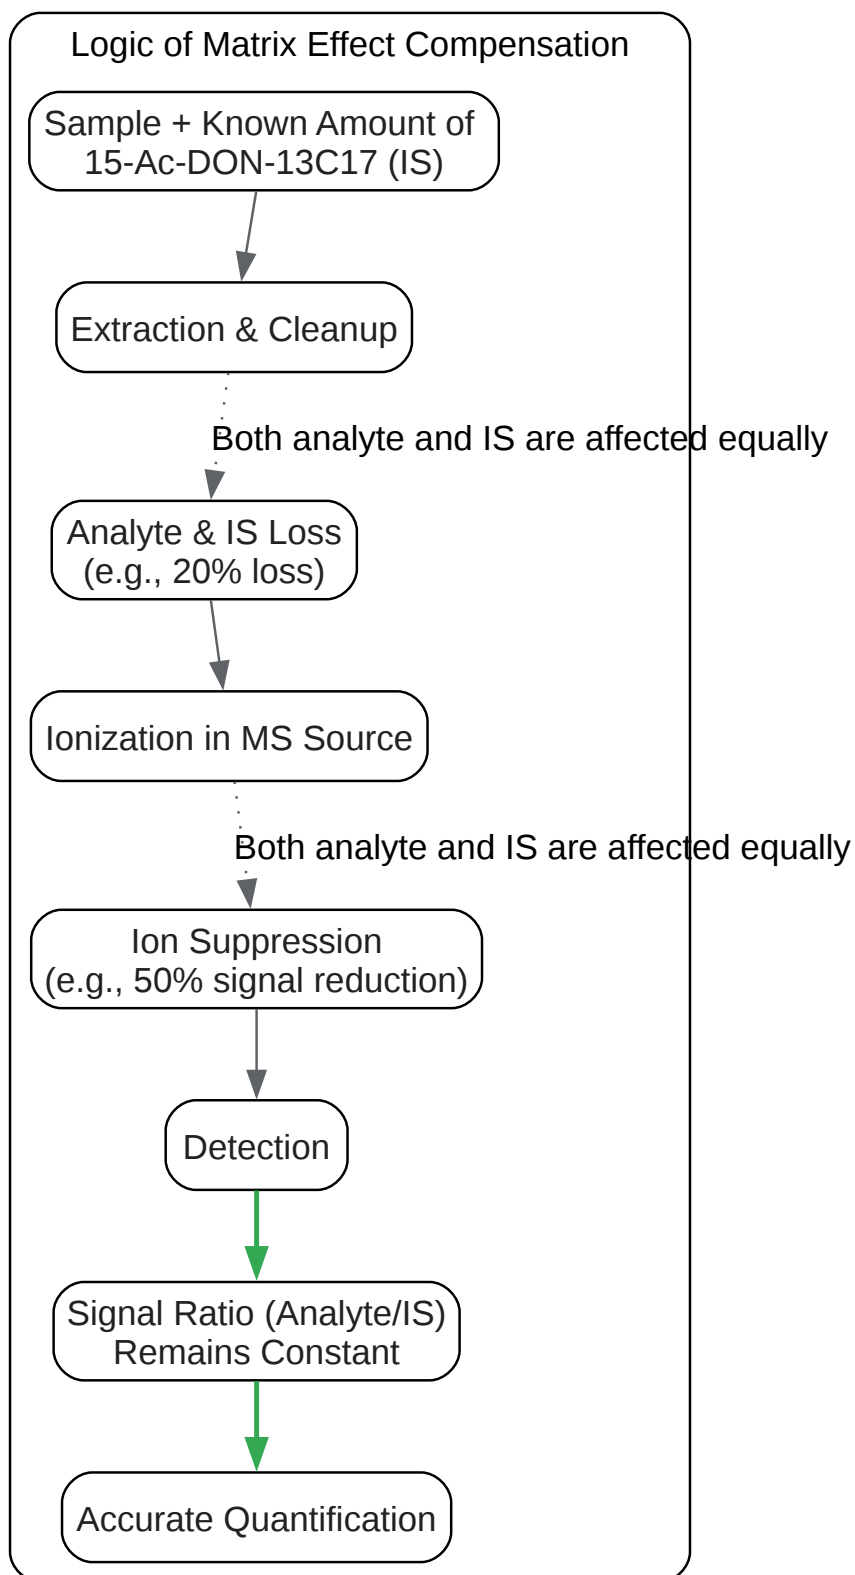 Logic of Matrix Effect Compensation
Sample + Known Amount of
15-Ac-DON-13C17 (IS)
Extraction & Cleanup
Both analyte and IS are affected equally
Analyte & IS Loss
(e.g., 20% loss)
Ionization in MS Source
Both analyte and IS are affected equally
Ion Suppression
(e.g., 50% signal reduction)
Detection
Signal Ratio (Analyte/IS)
Remains Constant
Accurate Quantification